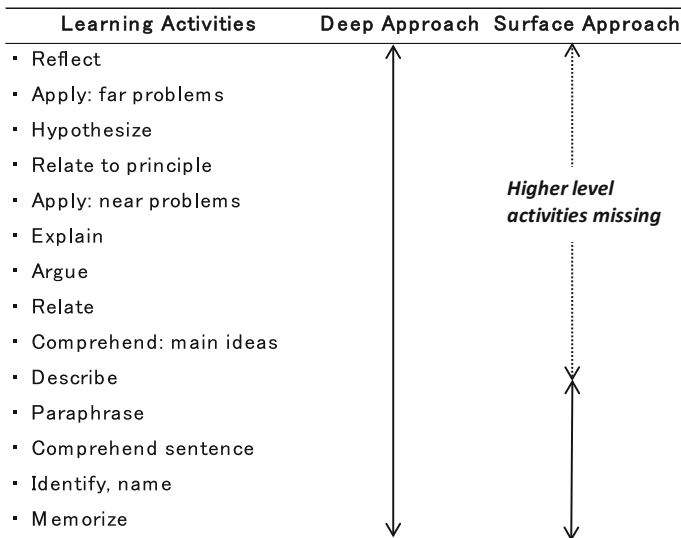 Learning Activities Deep Approach Surface Approach
▪ Reflect
▪ Apply: far problems
▪ Hypothesize
▪ Relate to principle
▪ Apply: near problems
▪ Explain
▪ Argue
▪ Relate
▪ Comprehend: main ideas
▪ Describe
▪ Paraphrase
▪ Comprehend sentence
▪ Identify, name
▪ Memorize
Higher level
activities missing